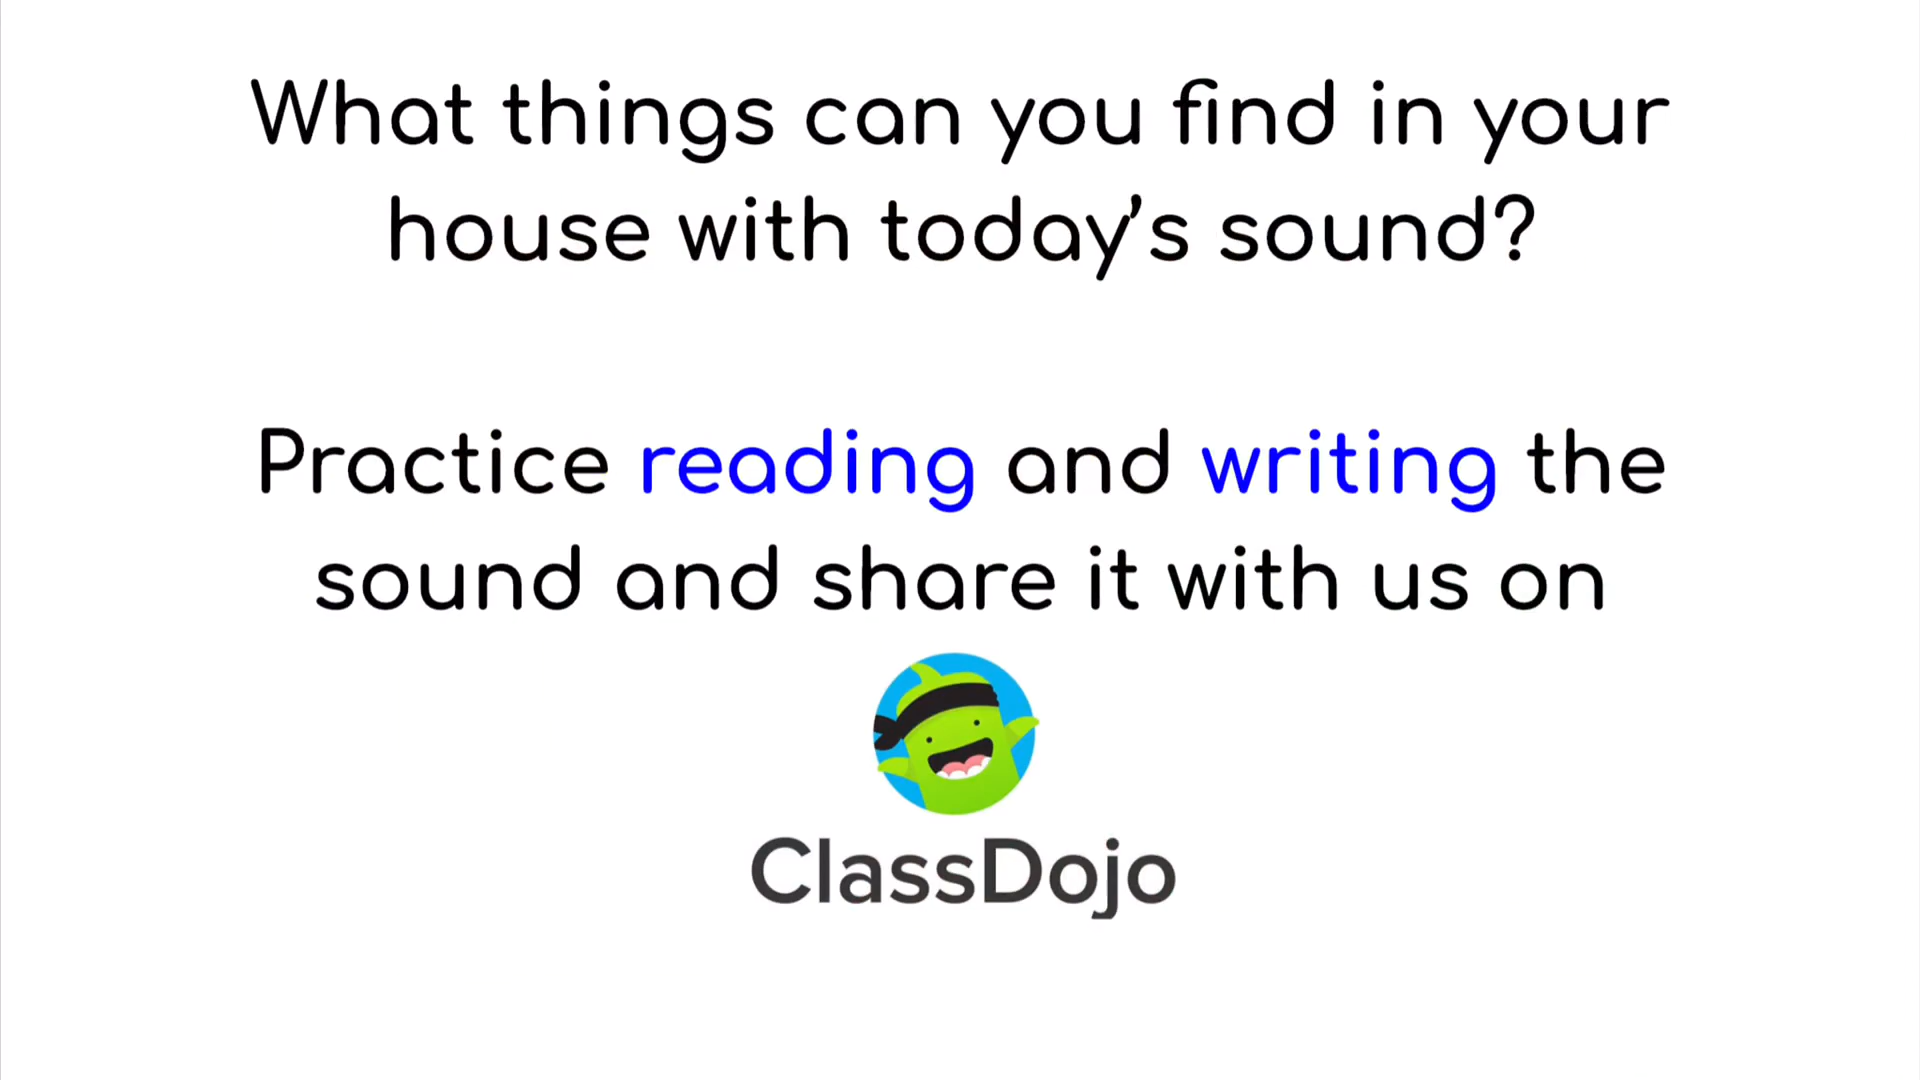 What things can you find in your
house with today’s sound?
Practice reading and writing the
sound and share it with us on
ClassDojo